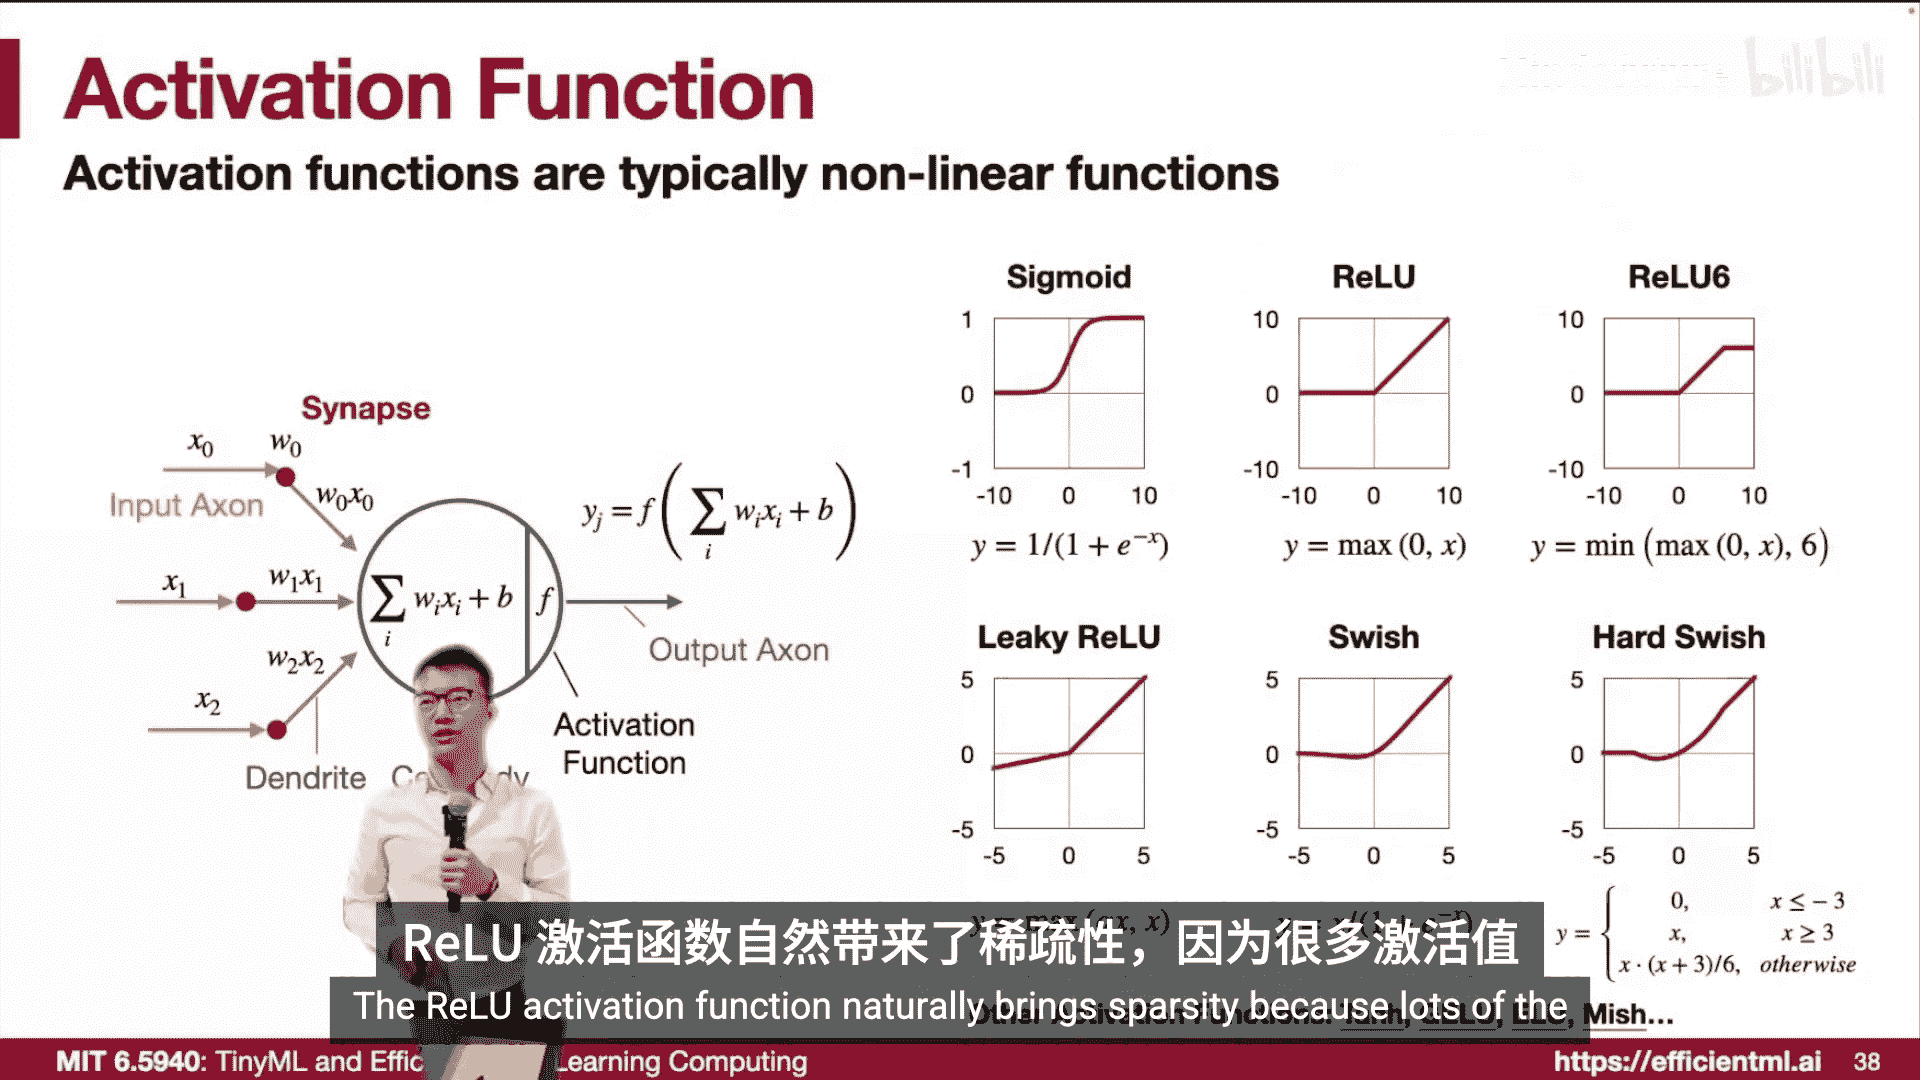 Activation Function
bilibili
Activation functions are typically non-linear functions
Synapse
x0 w0
w0x0
Input Axon
x1 w1x1
w2x2
x2
Dendrite
∑i wixi + b f
yj = f(∑i wixi + b)
Output Axon
Activation
Function
Sigmoid ReLU ReLU6
1 0 -1 -10 0 10
10 0 -10 -10 0 10
10 0 -10 -10 0 10
y = 1/(1 + e−x) y = max (0, x) y = min (max (0, x), 6)
Leaky ReLU Swish Hard Swish
5 0 -5 -5 0 5
5 0 -5 -5 0 5
5 0 -5 -5 0 5
y = { 0, x ≤ − 3
x, x ≥ 3
x · (x + 3)/6, otherwise
ReLU 激活函数自然带来了稀疏性，因为很多激活值
The ReLU activation function naturally brings sparsity because lots of the
Mish...
MIT 6.5940: TinyML and Learning Computing
https://efficientml.ai 38